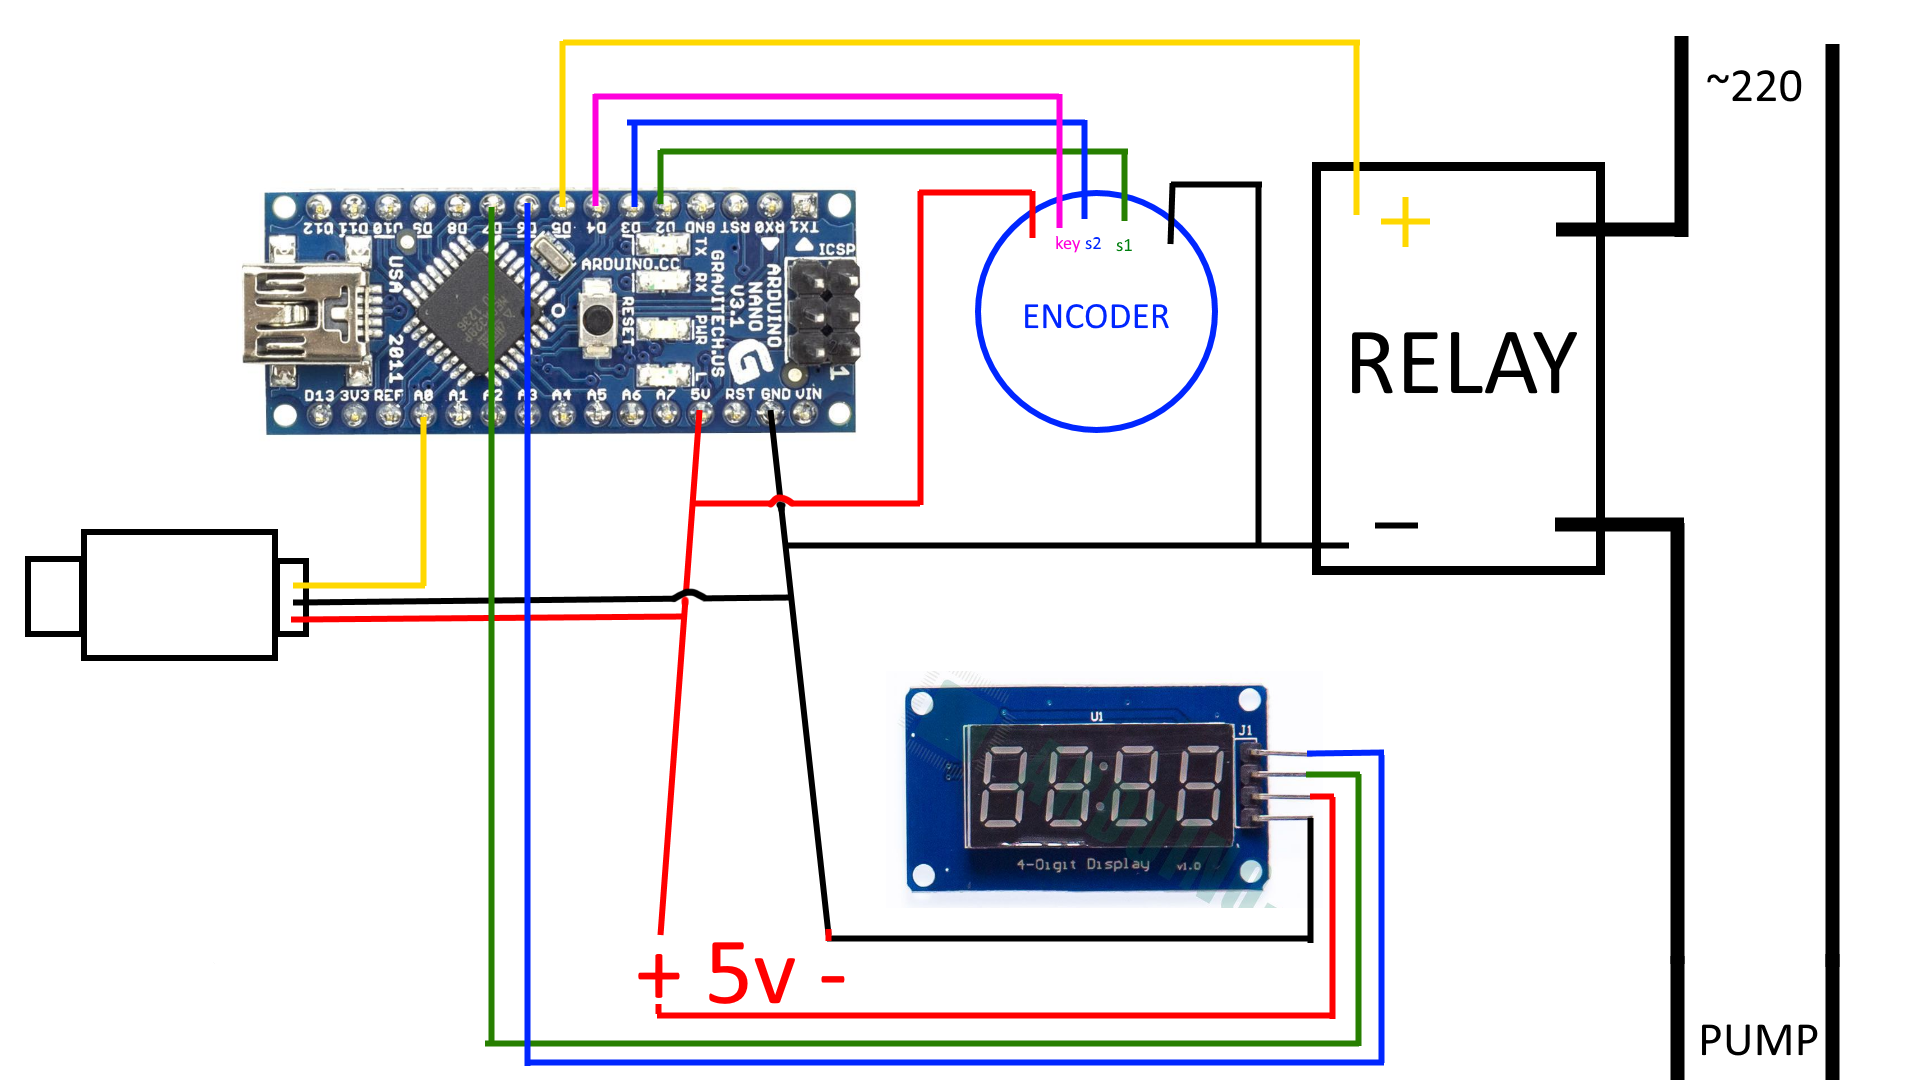 ~220
D12 D11 D10 D9 D8 D7 D6 D5 D4 D3 D2 GND RST RX0 TX1
ICSP
ARDUINO.CC
TX
RX
PWR
L
RESET
GRAVITECH.US
ARDUINO
NANO
V3.1
G
USA
2011
1
D13 3V3 REF A0 A1 A2 A3 A4 A5 A6 A7 5V RST GND VIN
key s2 s1
ENCODER
+
RELAY
−
U1
J1
4-Digit Display v1.0
+ 5v -
PUMP